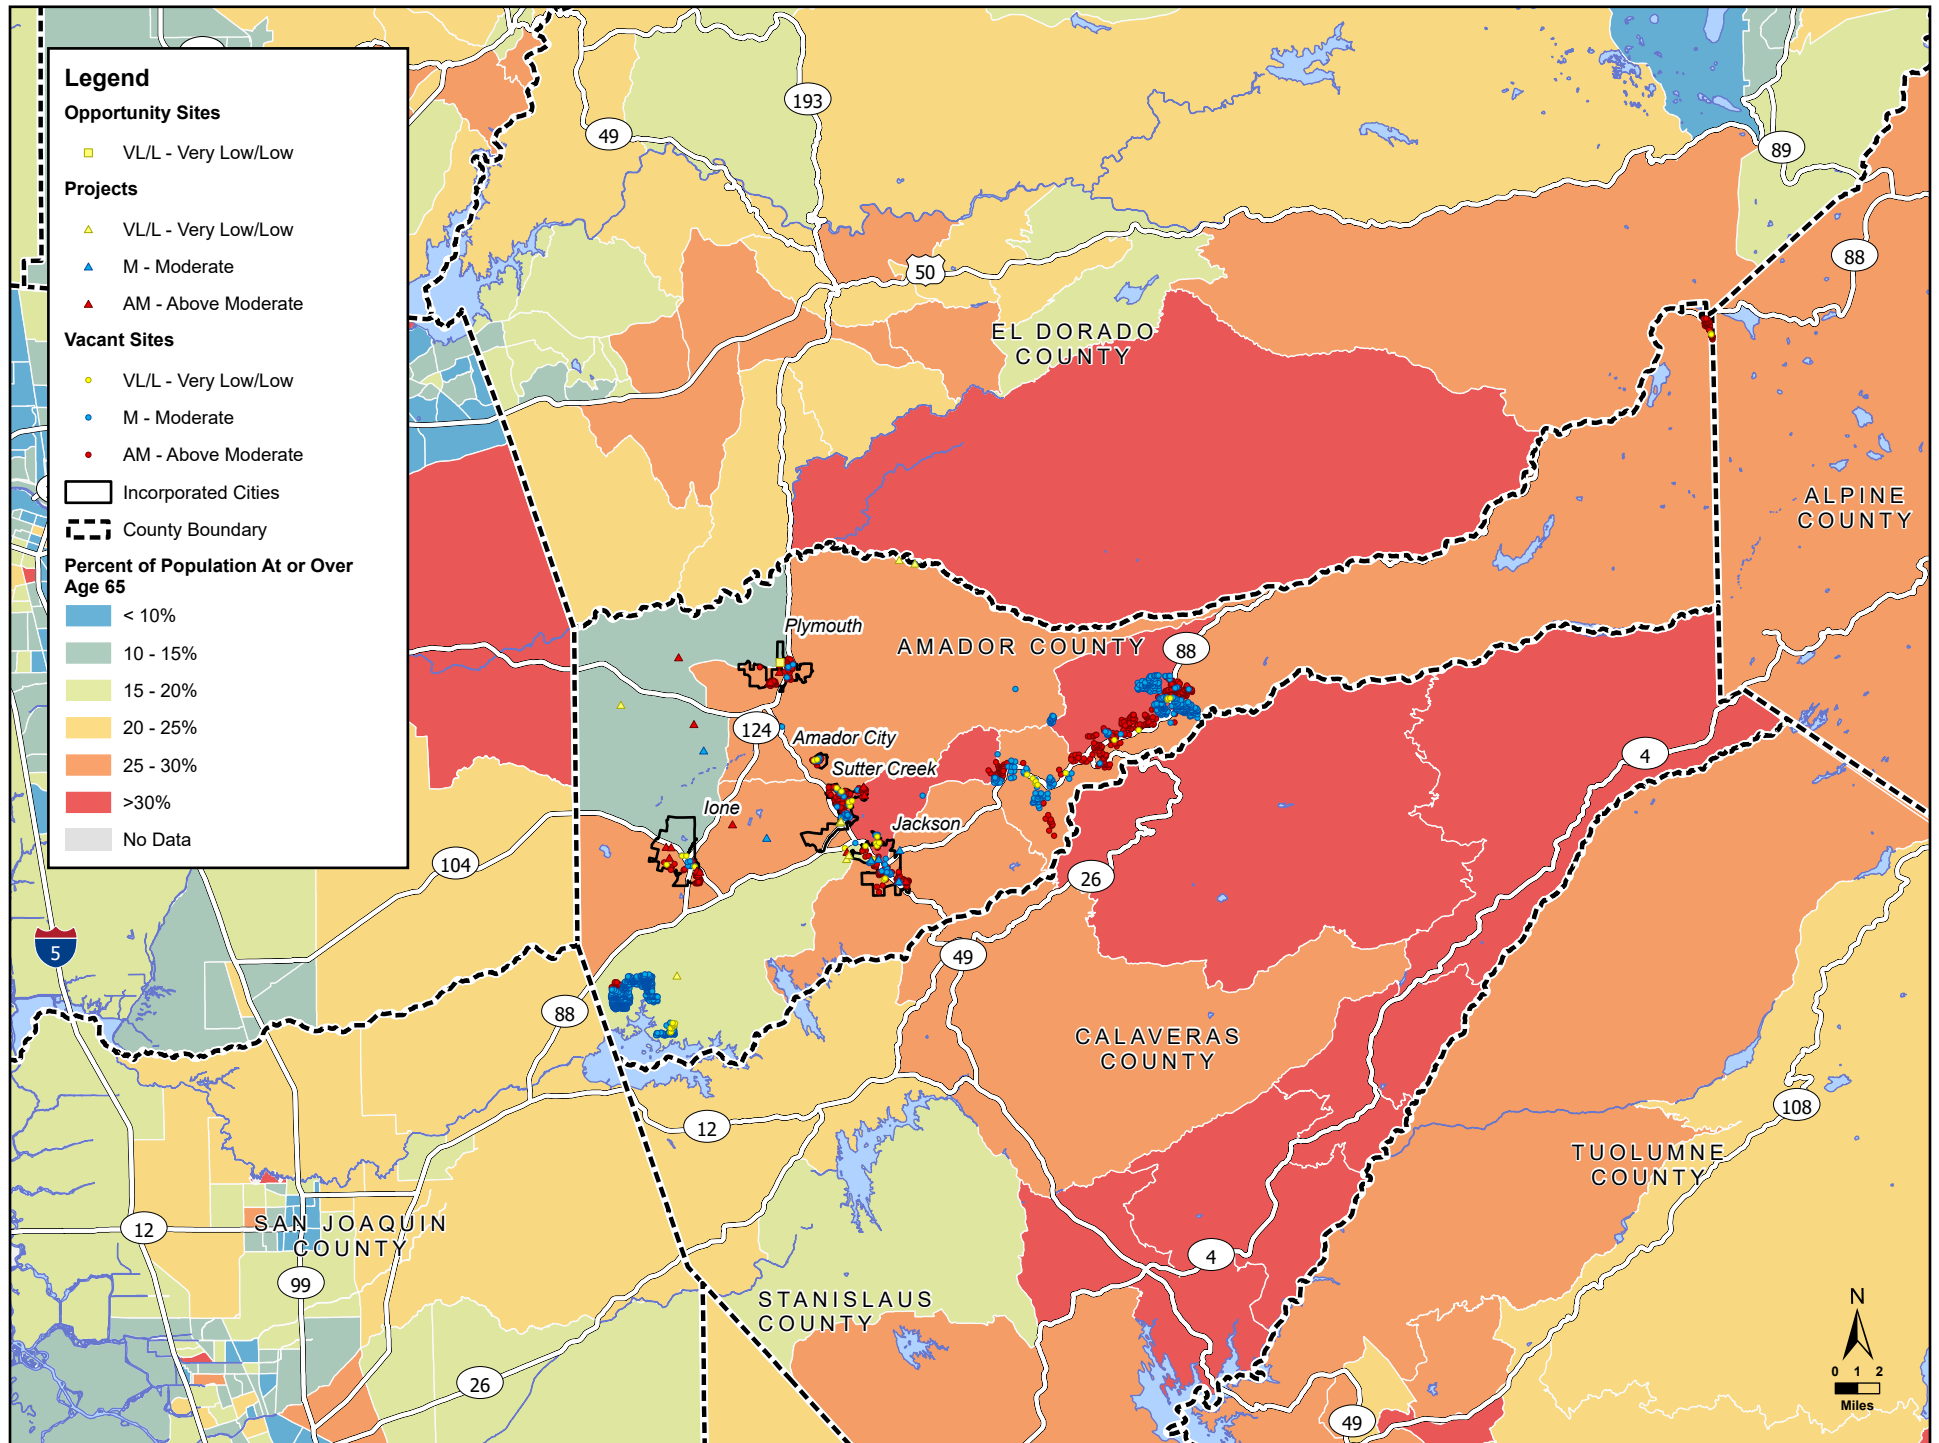 Legend
Opportunity Sites
VL/L - Very Low/Low
Projects
VL/L - Very Low/Low
M - Moderate
AM - Above Moderate
Vacant Sites
VL/L - Very Low/Low
M - Moderate
AM - Above Moderate
Incorporated Cities
County Boundary
Percent of Population At or Over
Age 65
< 10%
10 - 15%
15 - 20%
20 - 25%
25 - 30%
>30%
No Data
193
49
89
88
50
EL DORADO
COUNTY
ALPINE
COUNTY
Plymouth
AMADOR COUNTY
88
124
Amador City
Sutter Creek
4
Ione
Jackson
104
26
5
49
88
CALAVERAS
COUNTY
12
108
TUOLUMNE
COUNTY
12
SAN JOAQUIN
COUNTY
4
99
STANISLAUS
COUNTY
26
49
N
0 1 2
Miles